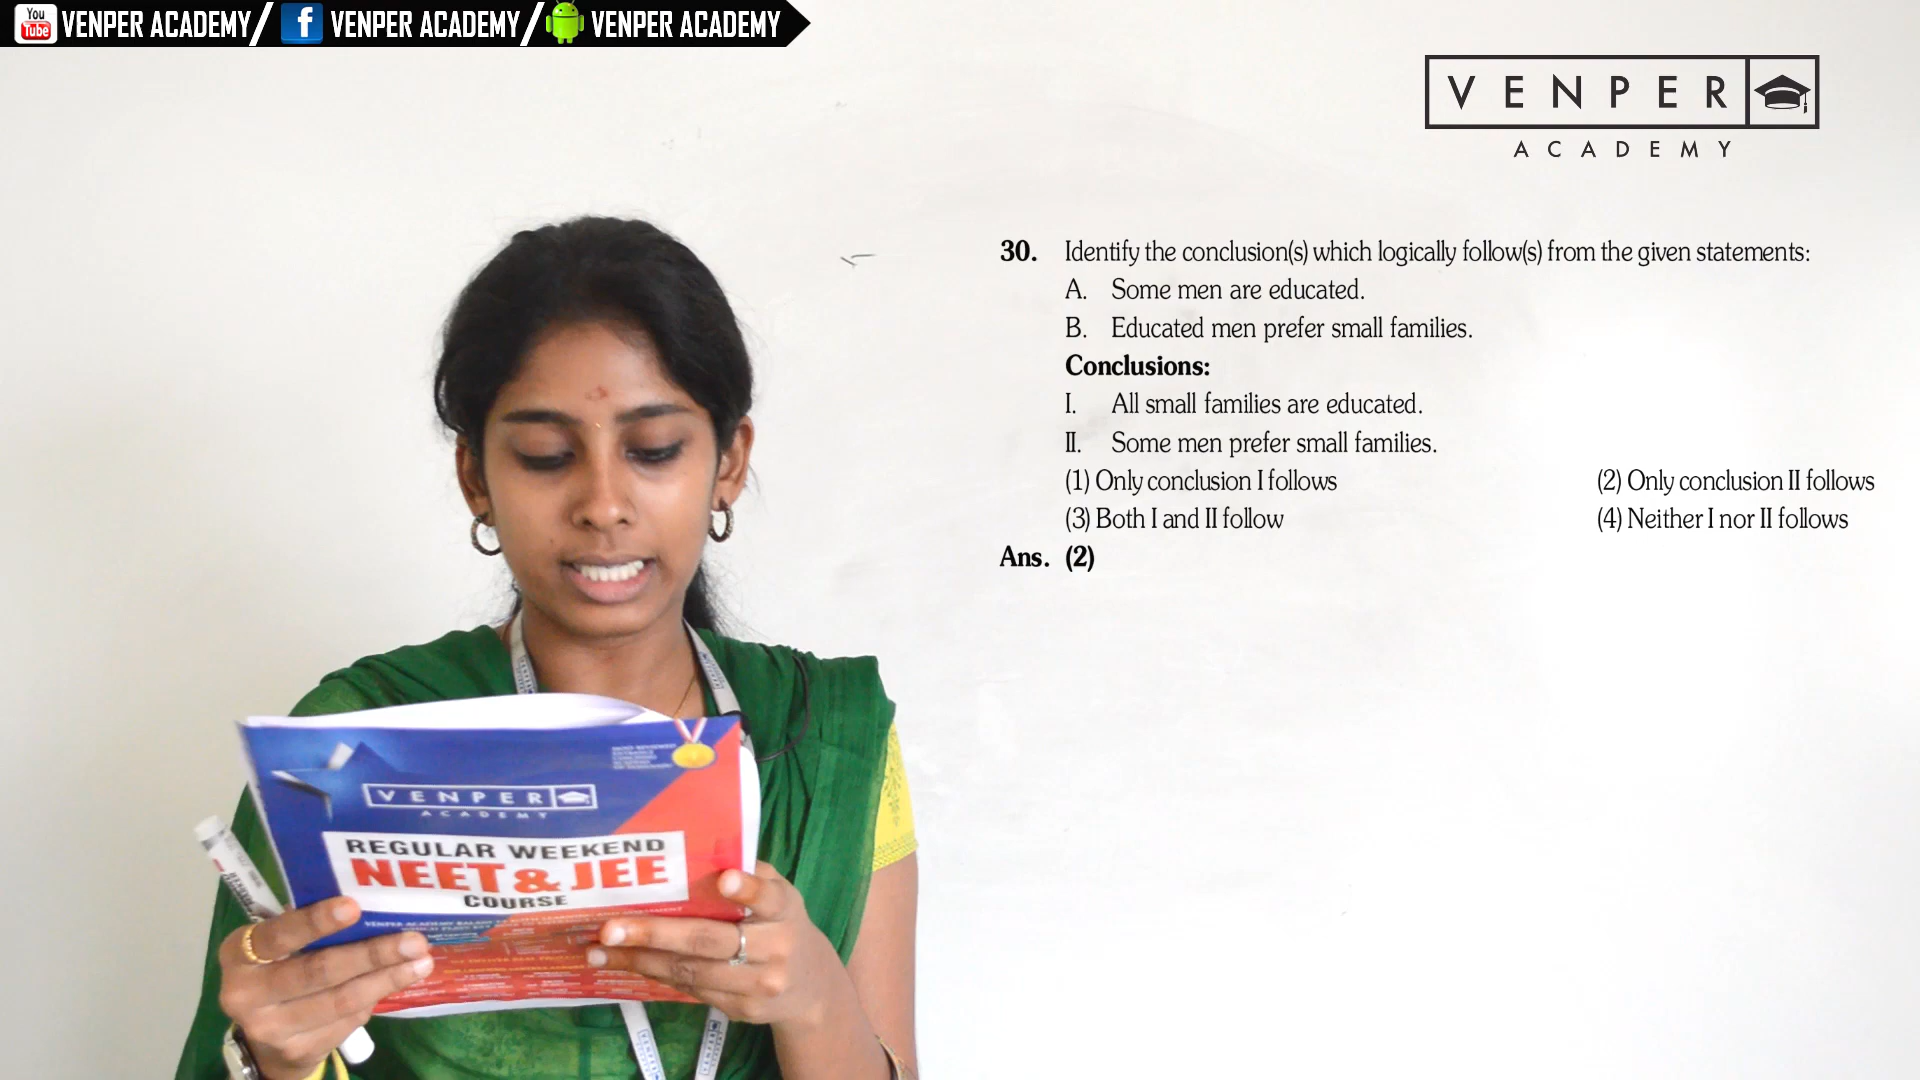 You
Tube
VENPER ACADEMY/ f VENPER ACADEMY/ VENPER ACADEMY
VENPER
ACADEMY
30. Identify the conclusion(s) which logically follow(s) from the given statements:
A. Some men are educated.
B. Educated men prefer small families.
Conclusions:
I. All small families are educated.
II. Some men prefer small families.
(1) Only conclusion I follows (2) Only conclusion II follows
(3) Both I and II follow (4) Neither I nor II follows
Ans. (2)
VENPER
ACADEMY
REGULAR WEEKEND
NEET & JEE
COURSE